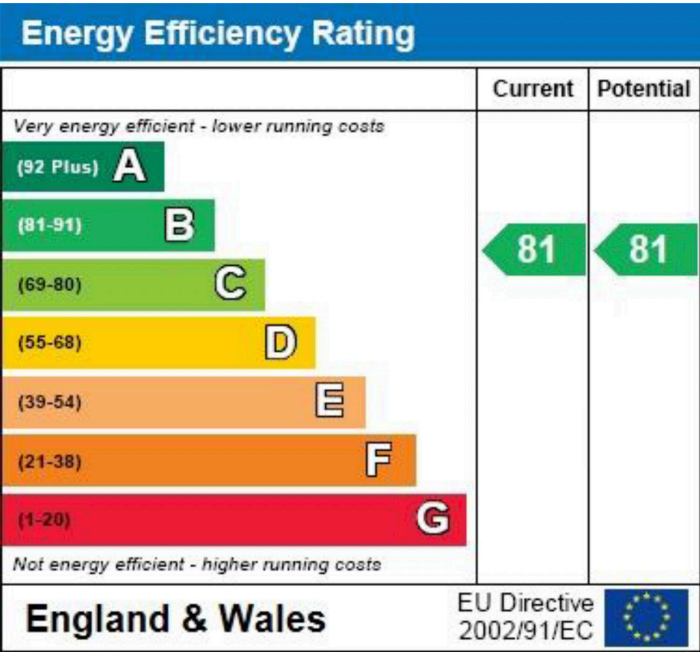 Energy Efficiency Rating
Current Potential
Very energy efficient - lower running costs
(92 Plus) A
(81-91) B
81 81
(69-80) C
(55-68) D
(39-54) E
(21-38) F
(1-20) G
Not energy efficient - higher running costs
England & Wales
EU Directive
2002/91/EC